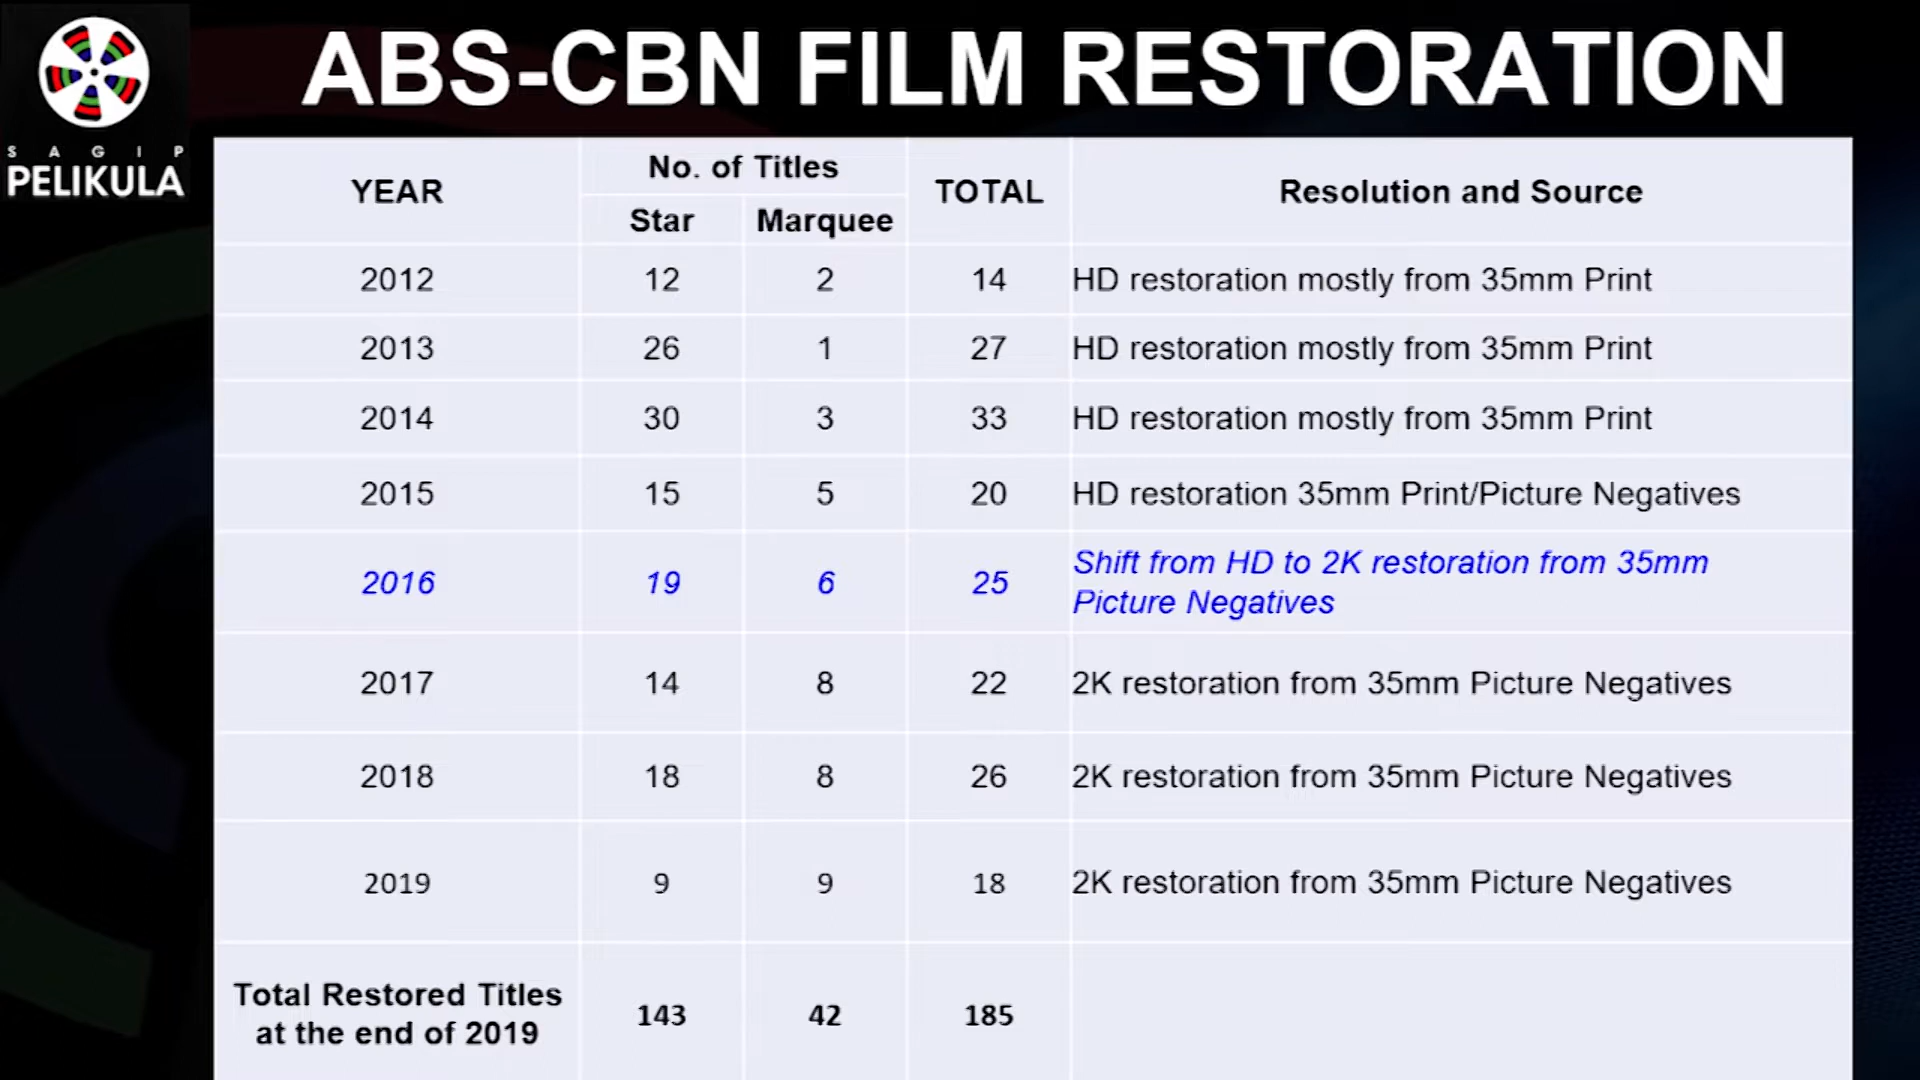 SAGIP
PELIKULA
ABS-CBN FILM RESTORATION
YEAR No. of Titles TOTAL Resolution and Source
Star Marquee
2012 12 2 14 HD restoration mostly from 35mm Print
2013 26 1 27 HD restoration mostly from 35mm Print
2014 30 3 33 HD restoration mostly from 35mm Print
2015 15 5 20 HD restoration 35mm Print/Picture Negatives
2016 19 6 25 Shift from HD to 2K restoration from 35mm
Picture Negatives
2017 14 8 22 2K restoration from 35mm Picture Negatives
2018 18 8 26 2K restoration from 35mm Picture Negatives
2019 9 9 18 2K restoration from 35mm Picture Negatives
Total Restored Titles
at the end of 2019 143 42 185